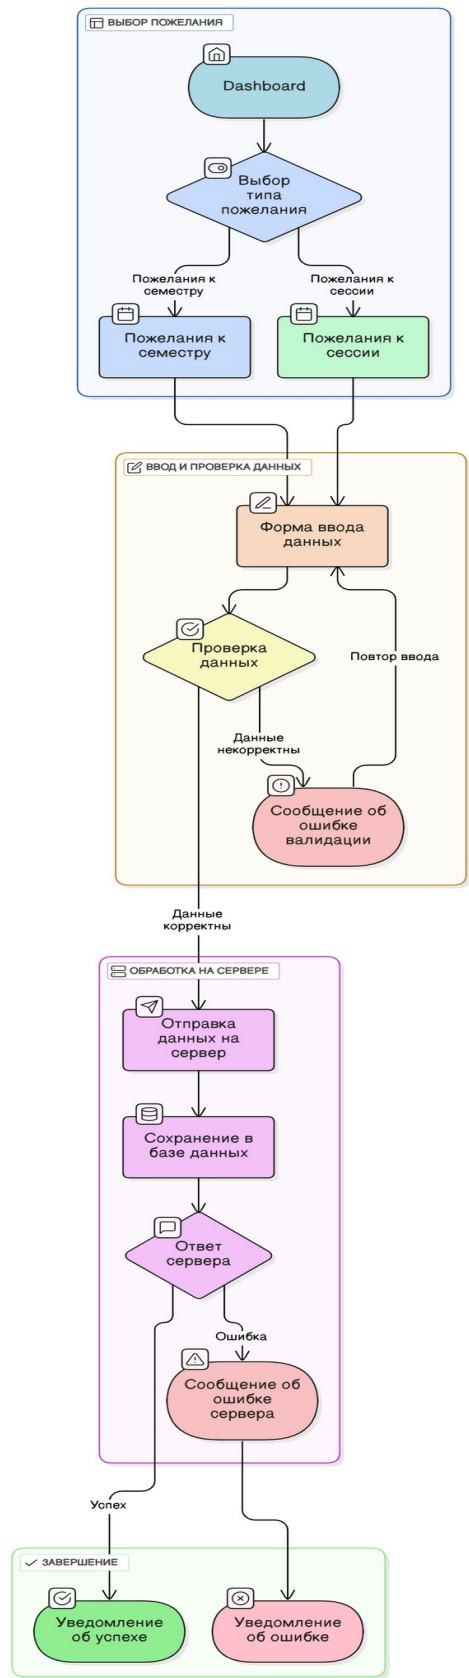 ВЫБОР ПОЖЕЛАНИЯ
Dashboard
Выбор
типа
пожелания
Пожелания к
семестру
Пожелания к
сессии
Пожелания к
семестру
Пожелания к
сессии
ВВОД И ПРОВЕРКА ДАННЫХ
Форма ввода
данных
Проверка
данных
Повтор ввода
Данные
некорректны
Сообщение об
ошибке
валидации
Данные
корректны
ОБРАБОТКА НА СЕРВЕРЕ
Отправка
данных на
сервер
Сохранение в
базе данных
Ответ
сервера
Ошибка
Сообщение об
ошибке
сервера
Успех
ЗАВЕРШЕНИЕ
Уведомление
об успехе
Уведомление
об ошибке